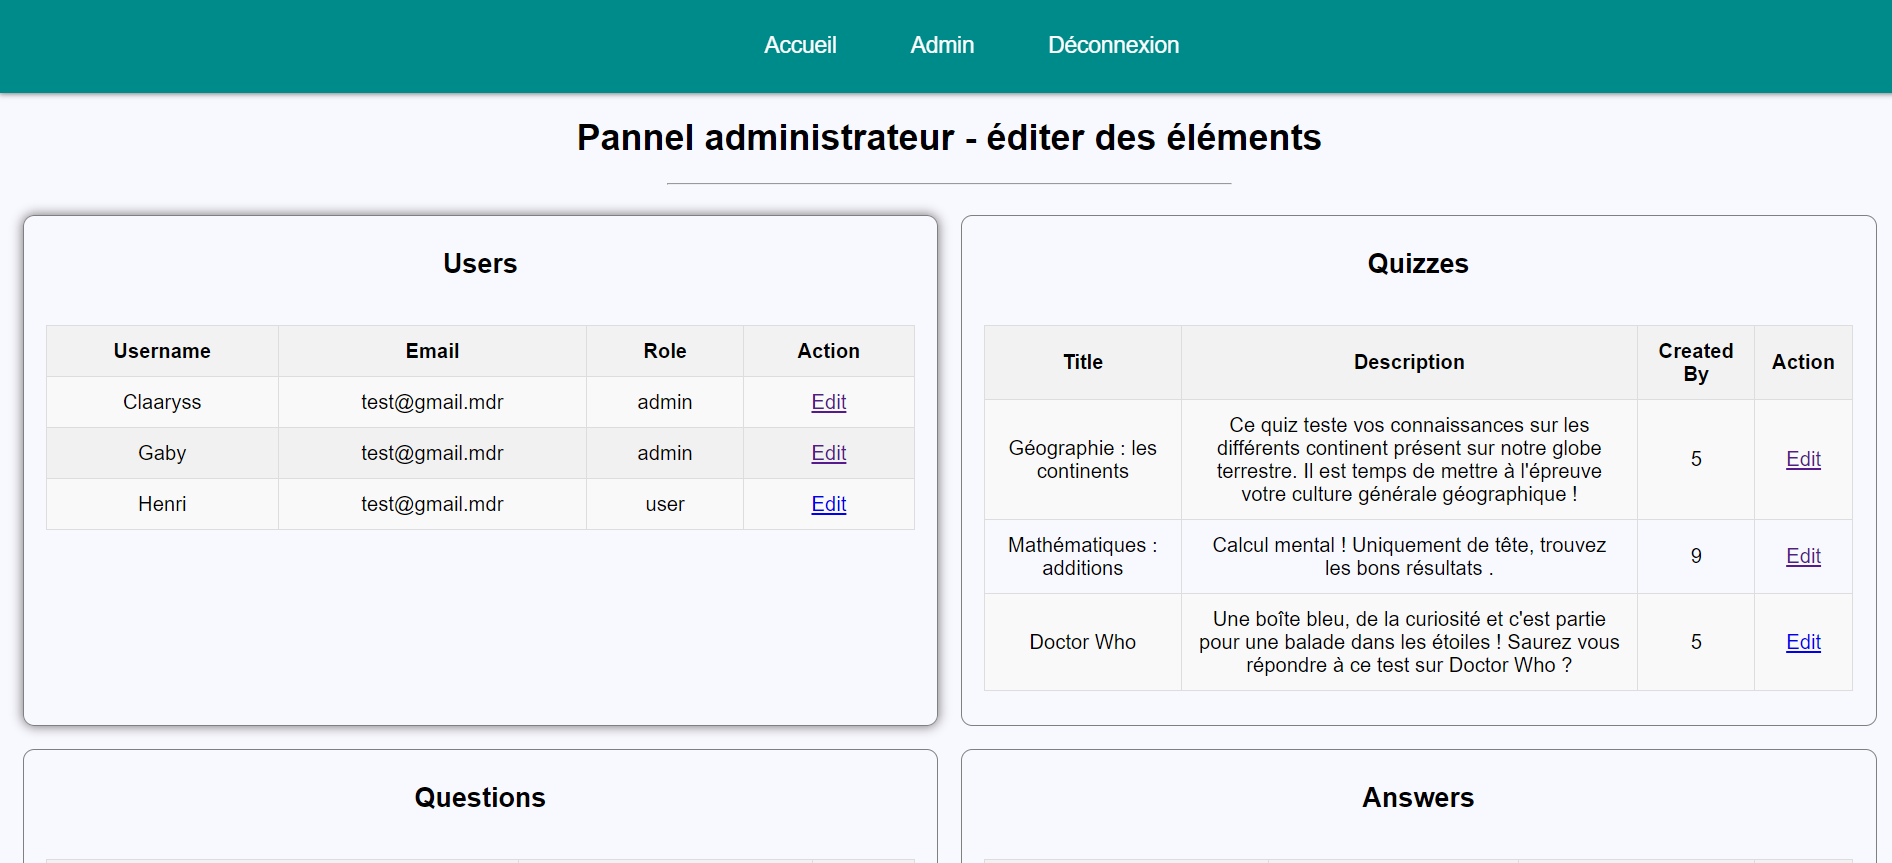 Accueil Admin Déconnexion
Pannel administrateur - éditer des éléments
Users
Username Email Role Action
Claaryss test@gmail.mdr admin Edit
Gaby test@gmail.mdr admin Edit
Henri test@gmail.mdr user Edit
Quizzes
Title Description Created By Action
Géographie : les
continents
Ce quiz teste vos connaissances sur les
différents continent présent sur notre globe
terrestre. Il est temps de mettre à l'épreuve
votre culture générale géographique !
5
Edit
Mathématiques :
additions
Calcul mental ! Uniquement de tête, trouvez
les bons résultats .
9
Edit
Doctor Who
Une boîte bleu, de la curiosité et c'est partie
pour une balade dans les étoiles ! Saurez vous
répondre à ce test sur Doctor Who ?
5
Edit
Questions
Answers